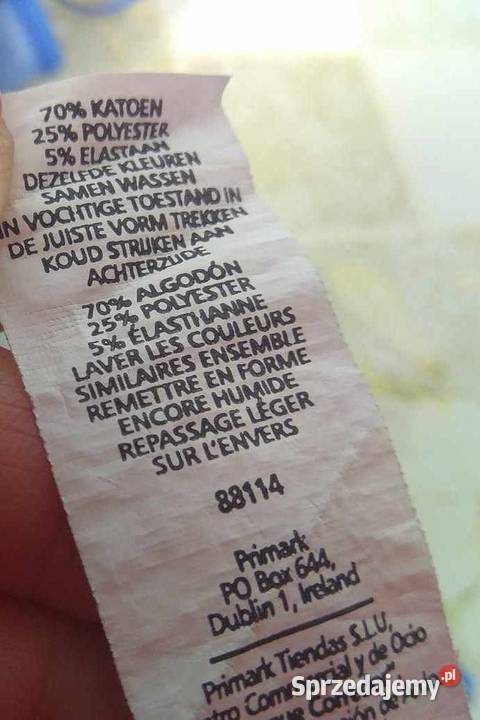 70% KATOEN
25% POLYESTER
5% ELASTAAN
DEZELFDE KLEUREN
SAMEN WASSEN
IN VOCHTIGE TOESTAND IN
DE JUISTE VORM TREKKEN
KOUD STRIJKEN AAN
ACHTERZIJDE
70% ALGODÓN
25% POLYESTER
5% ÉLASTHANNE
LAVER LES COULEURS
SIMILAIRES ENSEMBLE
REMETTRE EN FORME
ENCORE HUMIDE
REPASSAGE LÉGER
SUR L'ENVERS
88114
Primark
PO Box 644,
Dublin 1, Ireland
Primark Tiendas S.L.U,
tro Comercial y de Ocio
Sprzedajemy.pl